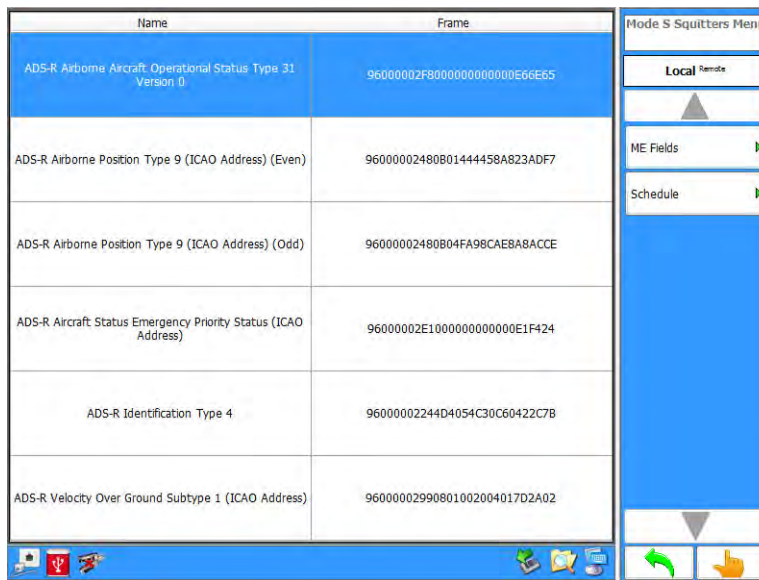 Name Frame
ADS-R Airborne Aircraft Operational Status Type 31
Version 0
96000002F8000000000000E66E65
ADS-R Airborne Position Type 9 (ICAO Address) (Even) 96000002480B01444458A823ADF7
ADS-R Airborne Position Type 9 (ICAO Address) (Odd) 96000002480B04FA98CAE8A8ACCE
ADS-R Aircraft Status Emergency Priority Status (ICAO
Address)
96000002E1000000000000E1F424
ADS-R Identification Type 4 96000002244D4054C30C60422C7B
ADS-R Velocity Over Ground Subtype 1 (ICAO Address) 960000029908010020040​17D2A02
Mode S Squitters Men
Local Remote
ME Fields
Schedule